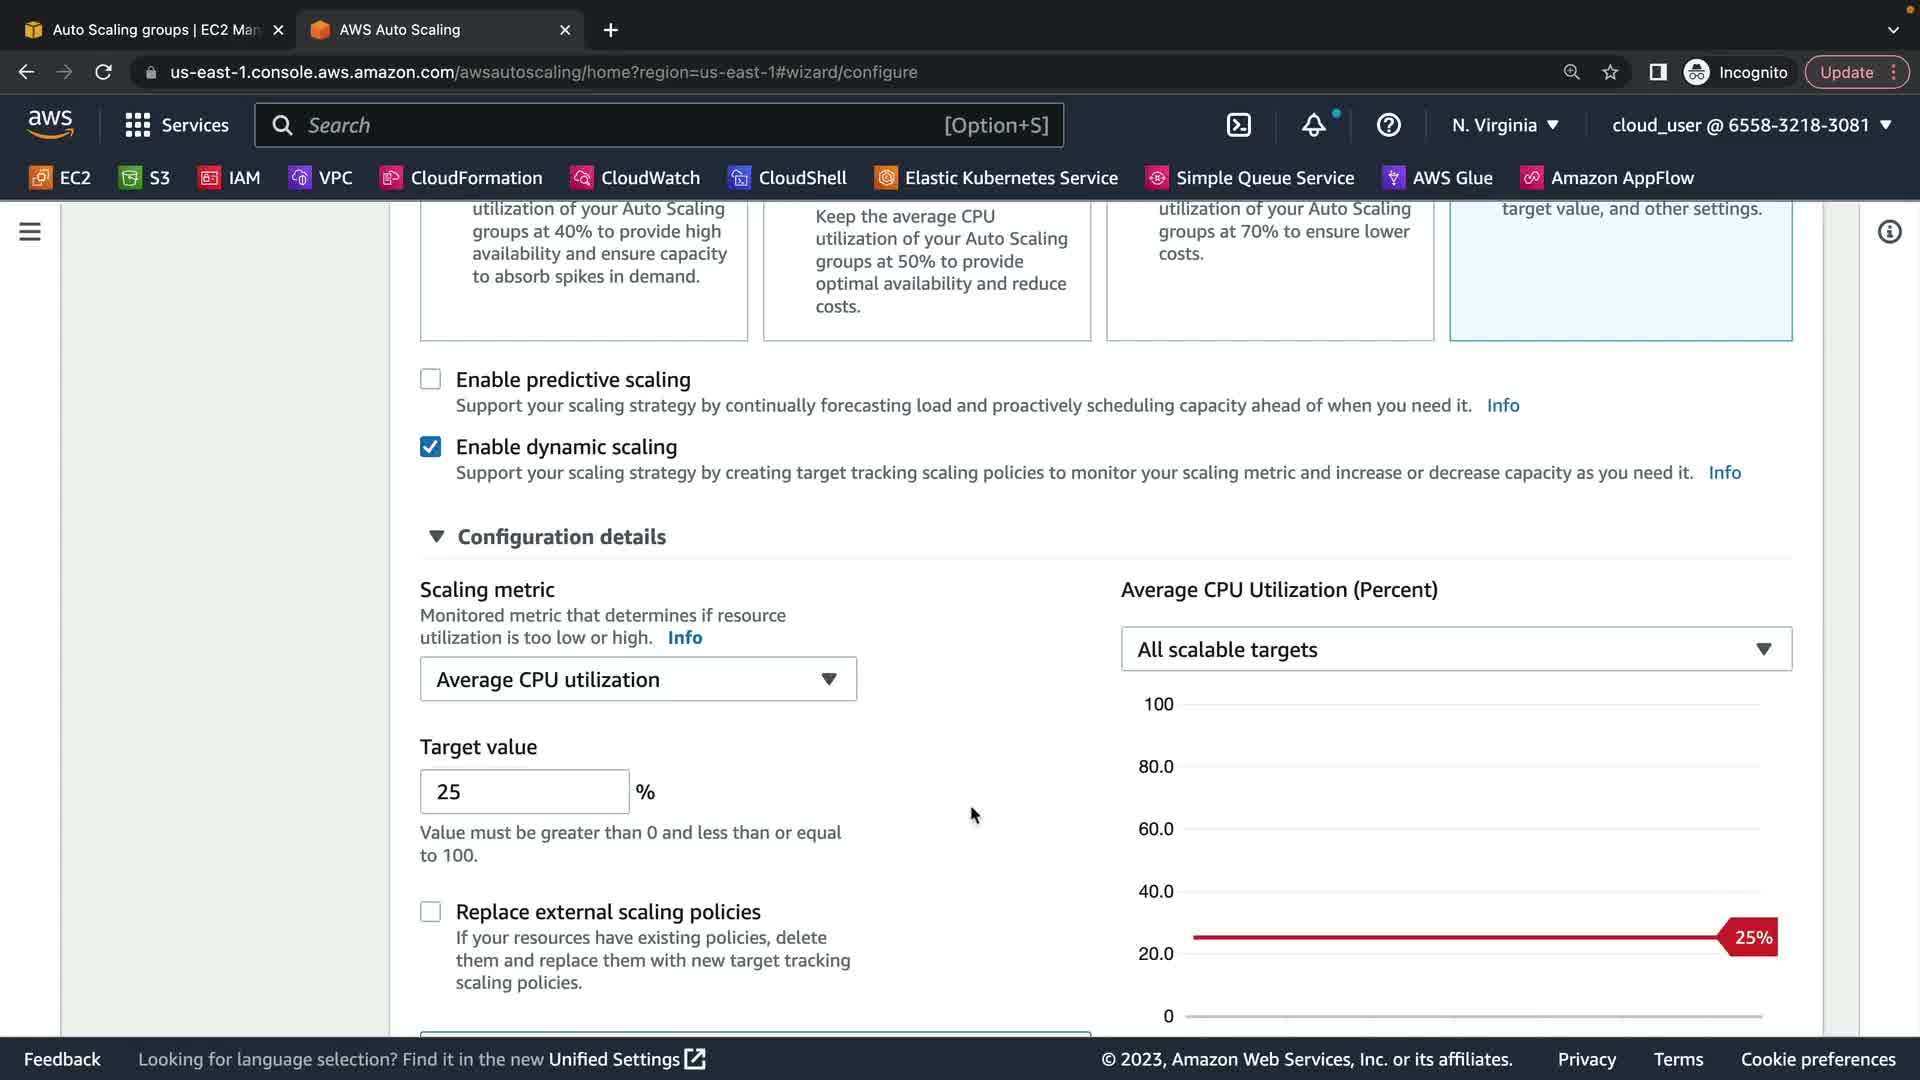 Auto Scaling groups | EC2 Man
AWS Auto Scaling
us-east-1.console.aws.amazon.com/awsautoscaling/home?region=us-east-1#wizard/configure
Incognito
Update
aws
Services
Search
[Option+S]
N. Virginia
cloud_user @ 6558-3218-3081
EC2
S3
IAM
VPC
CloudFormation
CloudWatch
CloudShell
Elastic Kubernetes Service
Simple Queue Service
AWS Glue
Amazon AppFlow
utilization of your Auto Scaling
groups at 40% to provide high
availability and ensure capacity
to absorb spikes in demand.
Keep the average CPU
utilization of your Auto Scaling
groups at 50% to provide
optimal availability and reduce
costs.
utilization of your Auto Scaling
groups at 70% to ensure lower
costs.
target value, and other settings.
Enable predictive scaling
Support your scaling strategy by continually forecasting load and proactively scheduling capacity ahead of when you need it. Info
Enable dynamic scaling
Support your scaling strategy by creating target tracking scaling policies to monitor your scaling metric and increase or decrease capacity as you need it. Info
Configuration details
Scaling metric
Monitored metric that determines if resource
utilization is too low or high. Info
Average CPU utilization
Target value
25 %
Value must be greater than 0 and less than or equal
to 100.
Replace external scaling policies
If your resources have existing policies, delete
them and replace them with new target tracking
scaling policies.
Average CPU Utilization (Percent)
All scalable targets
100
80.0
60.0
40.0
25%
20.0
0
Feedback
Looking for language selection? Find it in the new Unified Settings
© 2023, Amazon Web Services, Inc. or its affiliates.
Privacy
Terms
Cookie preferences